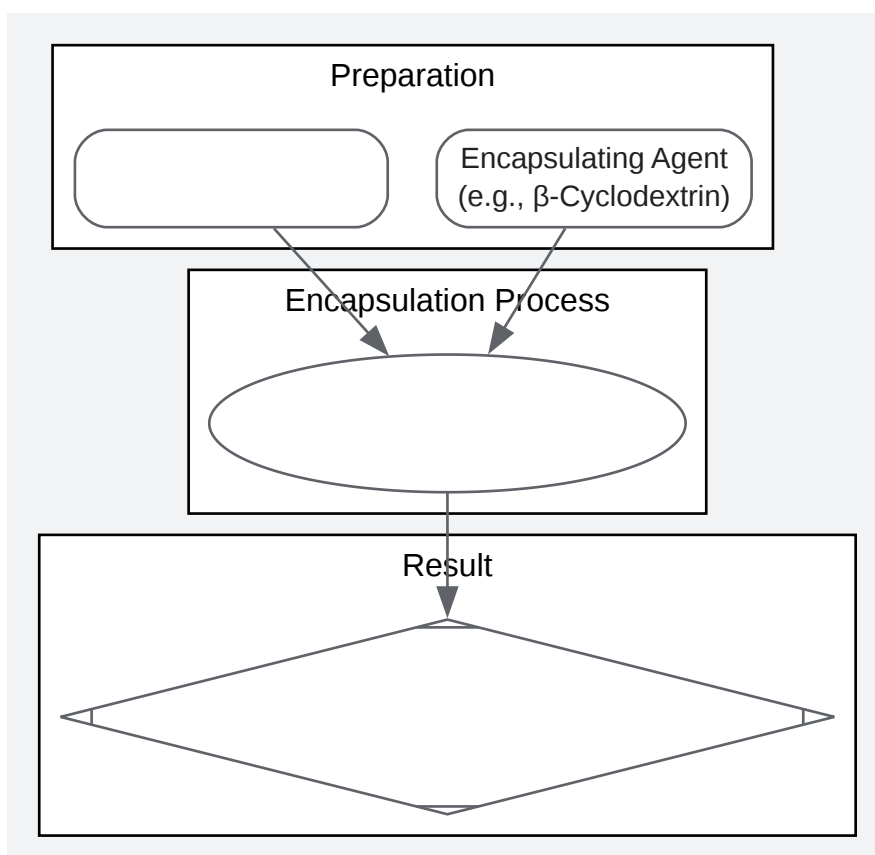 Preparation
Encapsulating Agent
(e.g., β-Cyclodextrin)
Encapsulation Process
Result